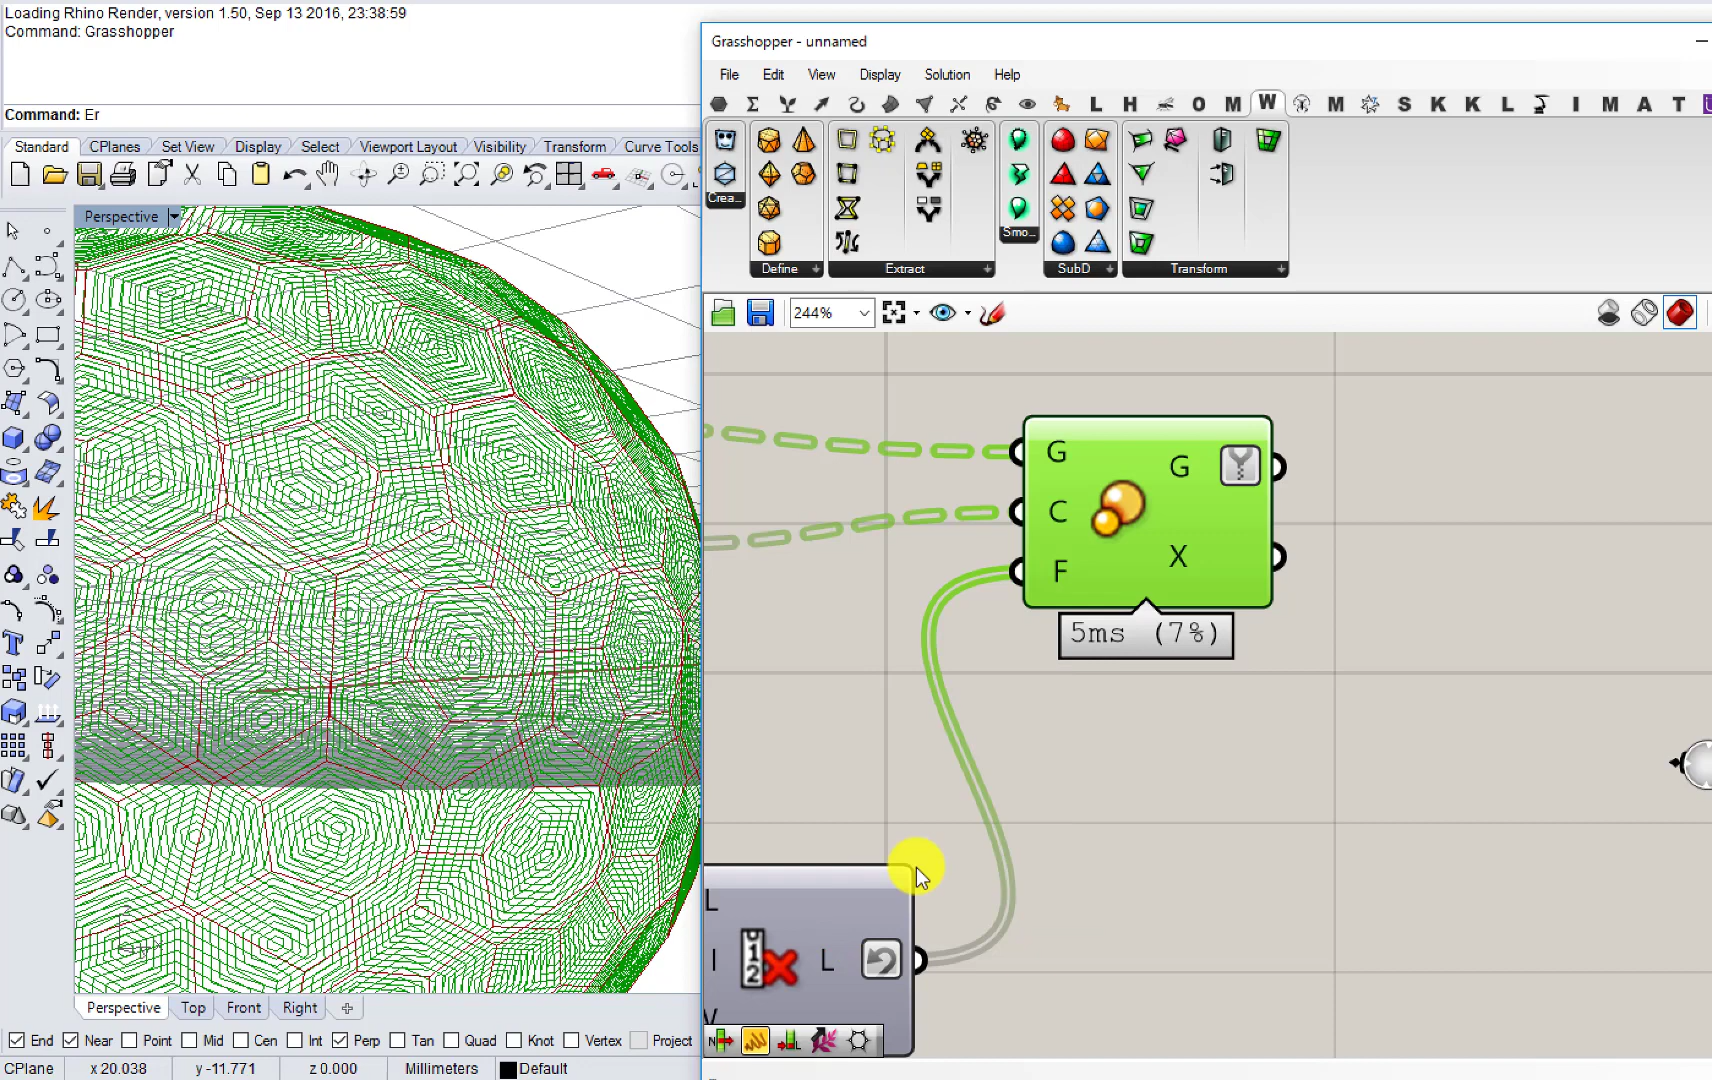 Loading Rhino Render, version 1.50, Sep 13 2016, 23:38:59
Command: Grasshopper
Command: Er
Standard CPlanes Set View Display Select Viewport Layout Visibility Transform Curve Tools
Perspective
Grasshopper - unnamed
File Edit View Display Solution Help
L H O M W M S K K L I M A T
Crea... Define Extract Smo... SubD Transform
244%
G
C
F
G
X
5ms (7%)
L
I
V
1
2
L
Perspective Top Front Right
End Near Point Mid Cen Int Perp Tan Quad Knot Vertex Project
CPlane x 20.038 y -11.771 z 0.000 Millimeters Default